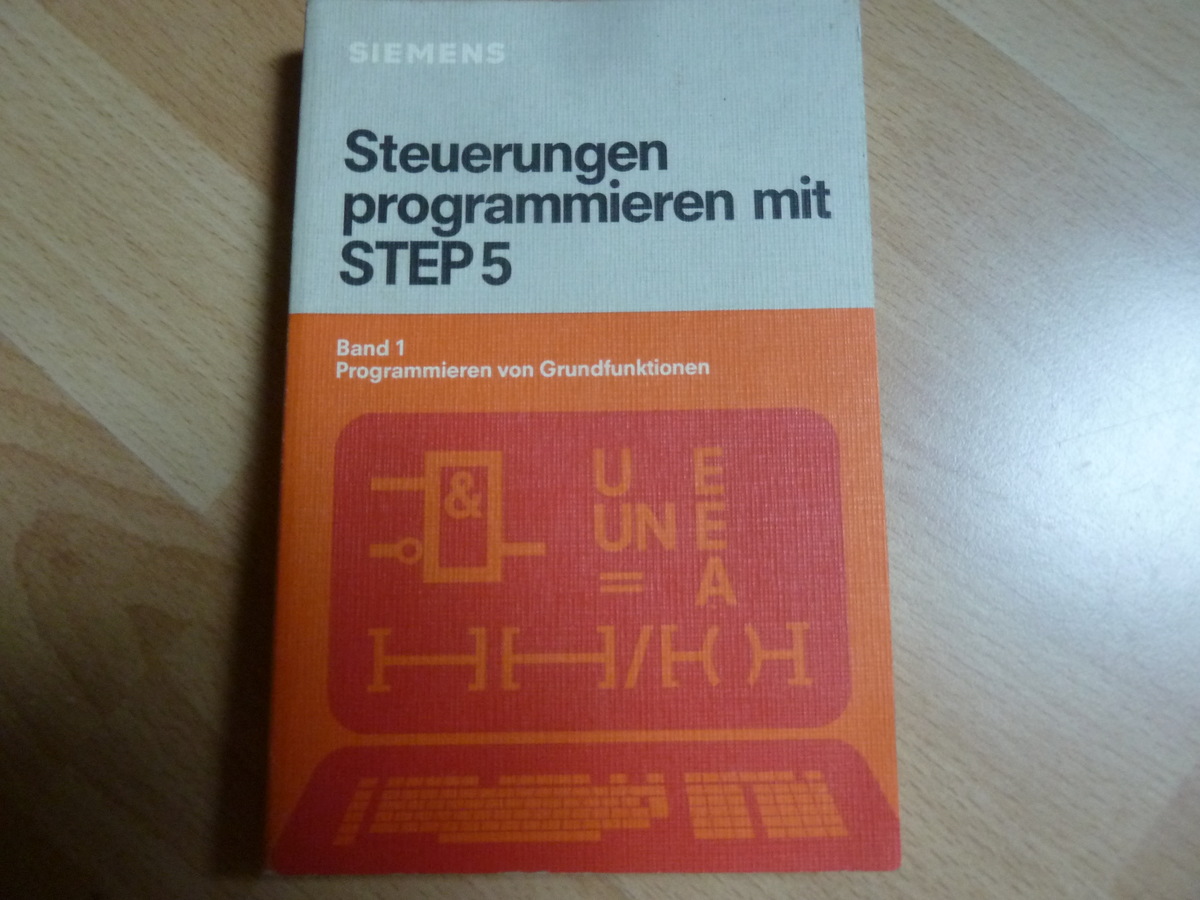 SIEMENS
Steuerungen
programmieren mit
STEP 5
Band 1
Programmieren von Grundfunktionen
& U E
UN E
= A
] [ ] / [ ( )